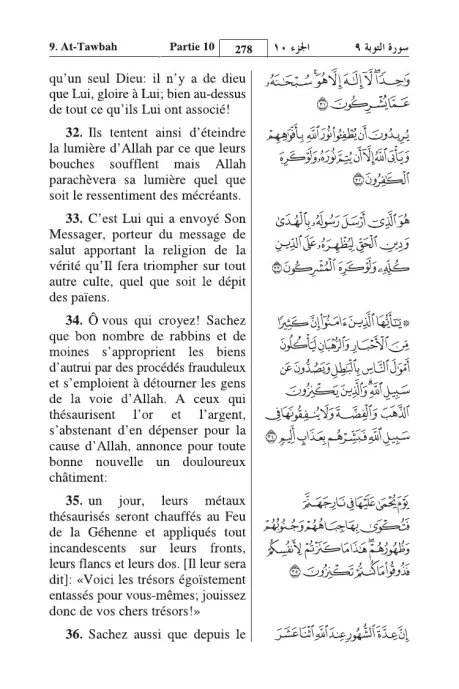 9. At-Tawbah Partie 10 278 الجزء ١٠ سورة التوبة ٩
qu'un seul Dieu: il n'y a de dieu
que Lui, gloire à Lui; bien au-dessus
de tout ce qu'ils Lui ont associé!
32. Ils tentent ainsi d'éteindre
la lumière d'Allah par ce que leurs
bouches soufflent mais Allah
parachèvera sa lumière quel que
soit le ressentiment des mécréants.
33. C'est Lui qui a envoyé Son
Messager, porteur du message de
salut apportant la religion de la
vérité qu'Il fera triompher sur tout
autre culte, quel que soit le dépit
des païens.
34. Ô vous qui croyez! Sachez
que bon nombre de rabbins et de
moines s'approprient les biens
d'autrui par des procédés frauduleux
et s'emploient à détourner les gens
de la voie d'Allah. A ceux qui
thésaurisent l'or et l'argent,
s'abstenant d'en dépenser pour la
cause d'Allah, annonce pour toute
bonne nouvelle un douloureux
châtiment:
35. un jour, leurs métaux
thésaurisés seront chauffés au Feu
de la Géhenne et appliqués tout
incandescents sur leurs fronts,
leurs flancs et leurs dos. [Il leur sera
dit]: «Voici les trésors égoïstement
entassés pour vous-mêmes; jouissez
donc de vos chers trésors!»
36. Sachez aussi que depuis le
وَٰحِدًا لَّآ إِلَٰهَ إِلَّا هُوَ سُبْحَٰنَهُۥ
عَمَّا يُشْرِكُونَ ٣١
يُرِيدُونَ أَن يُطْفِـُٔوا۟ نُورَ ٱللَّهِ بِأَفْوَٰهِهِمْ
وَيَأْبَى ٱللَّهُ إِلَّآ أَن يُتِمَّ نُورَهُۥ وَلَوْ كَرِهَ
ٱلْكَٰفِرُونَ ٣٢
هُوَ ٱلَّذِىٓ أَرْسَلَ رَسُولَهُۥ بِٱلْهُدَىٰ
وَدِينِ ٱلْحَقِّ لِيُظْهِرَهُۥ عَلَى ٱلدِّينِ
كُلِّهِۦ وَلَوْ كَرِهَ ٱلْمُشْرِكُونَ ٣٣
۞ يَٰٓأَيُّهَا ٱلَّذِينَ ءَامَنُوٓا۟ إِنَّ كَثِيرًا
مِّنَ ٱلْأَحْبَارِ وَٱلرُّهْبَانِ لَيَأْكُلُونَ
أَمْوَٰلَ ٱلنَّاسِ بِٱلْبَٰطِلِ وَيَصُدُّونَ عَن
سَبِيلِ ٱللَّهِ وَٱلَّذِينَ يَكْنِزُونَ
ٱلذَّهَبَ وَٱلْفِضَّةَ وَلَا يُنفِقُونَهَا فِى
سَبِيلِ ٱللَّهِ فَبَشِّرْهُم بِعَذَابٍ أَلِيمٍ ٣٤
يَوْمَ يُحْمَىٰ عَلَيْهَا فِى نَارِ جَهَنَّمَ
فَتُكْوَىٰ بِهَا جِبَاهُهُمْ وَجُنُوبُهُمْ
وَظُهُورُهُمْ هَٰذَا مَا كَنَزْتُمْ لِأَنفُسِكُمْ
فَذُوقُوا۟ مَا كُنتُمْ تَكْنِزُونَ ٣٥
إِنَّ عِدَّةَ ٱلشُّهُورِ عِندَ ٱللَّهِ ٱثْنَا عَشَرَ